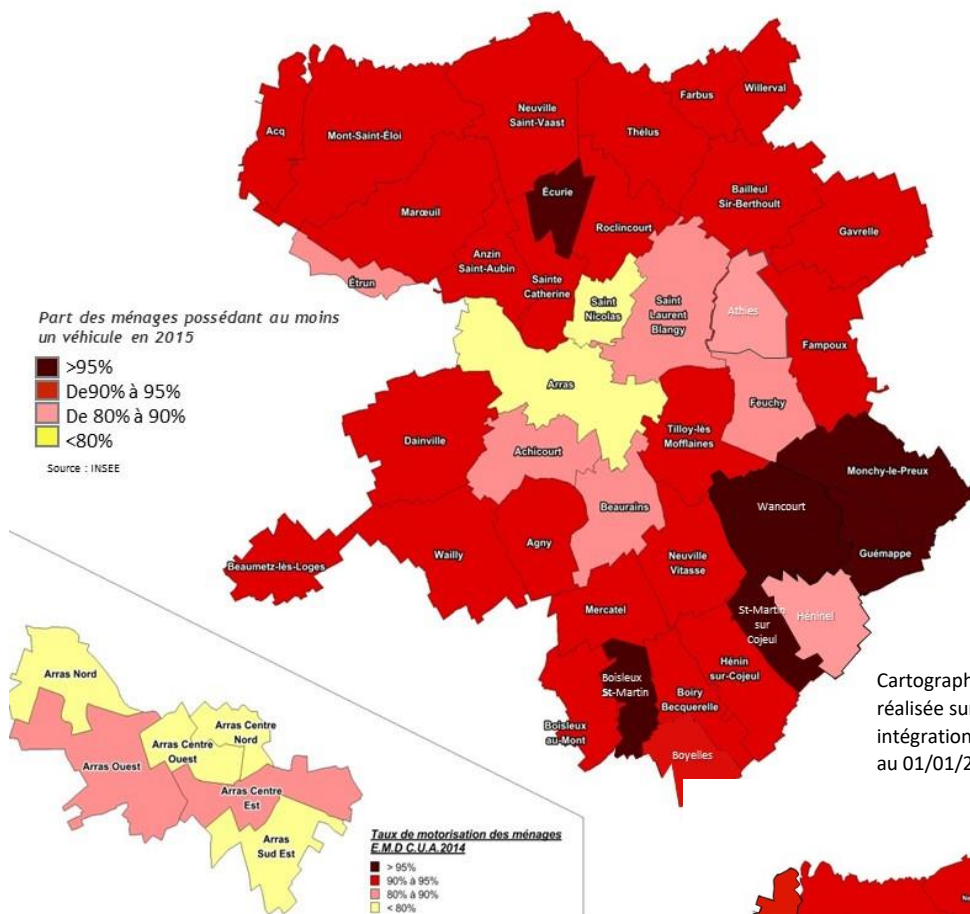 Willerval
Farbus
Neuville
Saint-Vaast
Acq
Mont-Saint-Éloi
Thélus
Écurie
Bailleul
Sir-Berthoult
Marœuil
Roclincourt
Gavrelle
Anzin
Saint-Aubin
Étrun
Sainte
Catherine
Saint
Nicolas
Saint
Laurent
Blangy
Athies
Fampoux
Part des ménages possédant au moins
un véhicule en 2015
>95%
De90% à 95%
De 80% à 90%
<80%
Source : INSEE
Arras
Feuchy
Tilloy-lès
Mofflaines
Dainville
Achicourt
Monchy-le-Preux
Beaurains
Wancourt
Agny
Wailly
Neuville
Vitasse
Guémappe
Beaumetz-lès-Loges
Mercatel
St-Martin
sur
Cojeul
Héninel
Hénin
sur-Cojeul
Boisleux
St-Martin
Boiry
Becquerelle
Boisleux
au-Mont
Boyelles
Cartograph
réalisée sur
intégration
au 01/01/2
Arras Nord
Arras Centre
Nord
Arras Centre
Ouest
Arras Ouest
Arras Centre
Est
Arras
Sud Est
Taux de motorisation des ménages
E.M.D C.U.A.2014
> 95%
90% à 95%
80% à 90%
< 80%